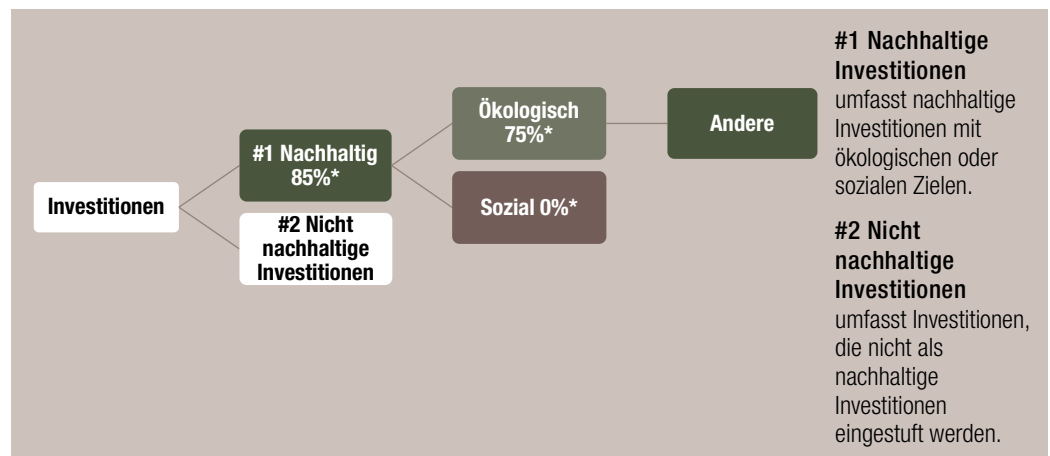 Investitionen
#1 Nachhaltig
85%*
#2 Nicht
nachhaltige
Investitionen
Ökologisch
75%*
Sozial 0%*
Andere
#1 Nachhaltige
Investitionen
umfasst nachhaltige
Investitionen mit
ökologischen oder
sozialen Zielen.
#2 Nicht
nachhaltige
Investitionen
umfasst Investitionen,
die nicht als
nachhaltige
Investitionen
eingestuft werden.